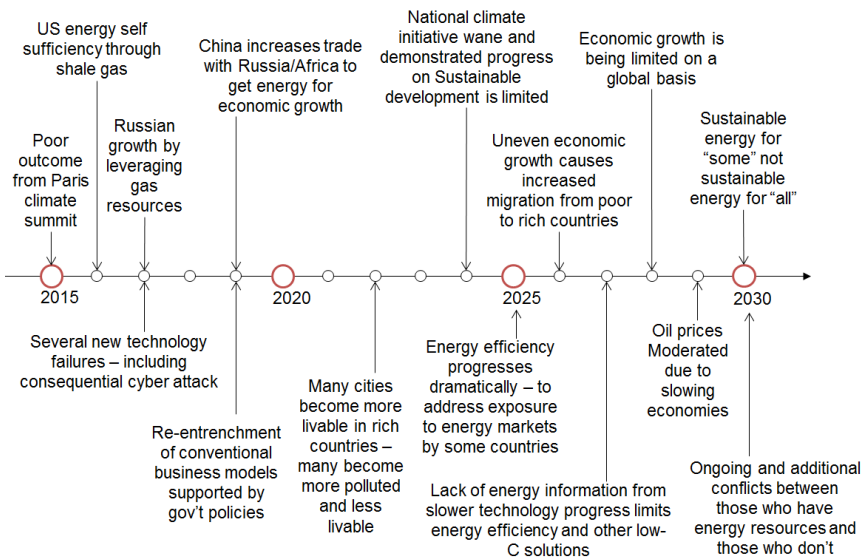 US energy self
sufficiency through
shale gas
Poor
outcome
from Paris
climate
summit
Russian
growth by
leveraging
gas
resources
China increases trade
with Russia/Africa to
get energy for
economic growth
National climate
initiative wane and
demonstrated progress
on Sustainable
development is limited
Uneven economic
growth causes
increased
migration from poor
to rich countries
Economic growth is
being limited on a
global basis
Sustainable
energy for
“some” not
sustainable
energy for “all”
2015
2020
2025
2030
Several new technology
failures – including
consequential cyber attack
Re-entrenchment
of conventional
business models
supported by
gov’t policies
Many cities
become more
livable in rich
countries –
many become
more polluted
and less
livable
Energy efficiency
progresses
dramatically – to
address exposure
to energy markets
by some countries
Lack of energy information from
slower technology progress limits
energy efficiency and other low-
C solutions
Oil prices
Moderated
due to
slowing
economies
Ongoing and additional
conflicts between
those who have
energy resources and
those who don’t